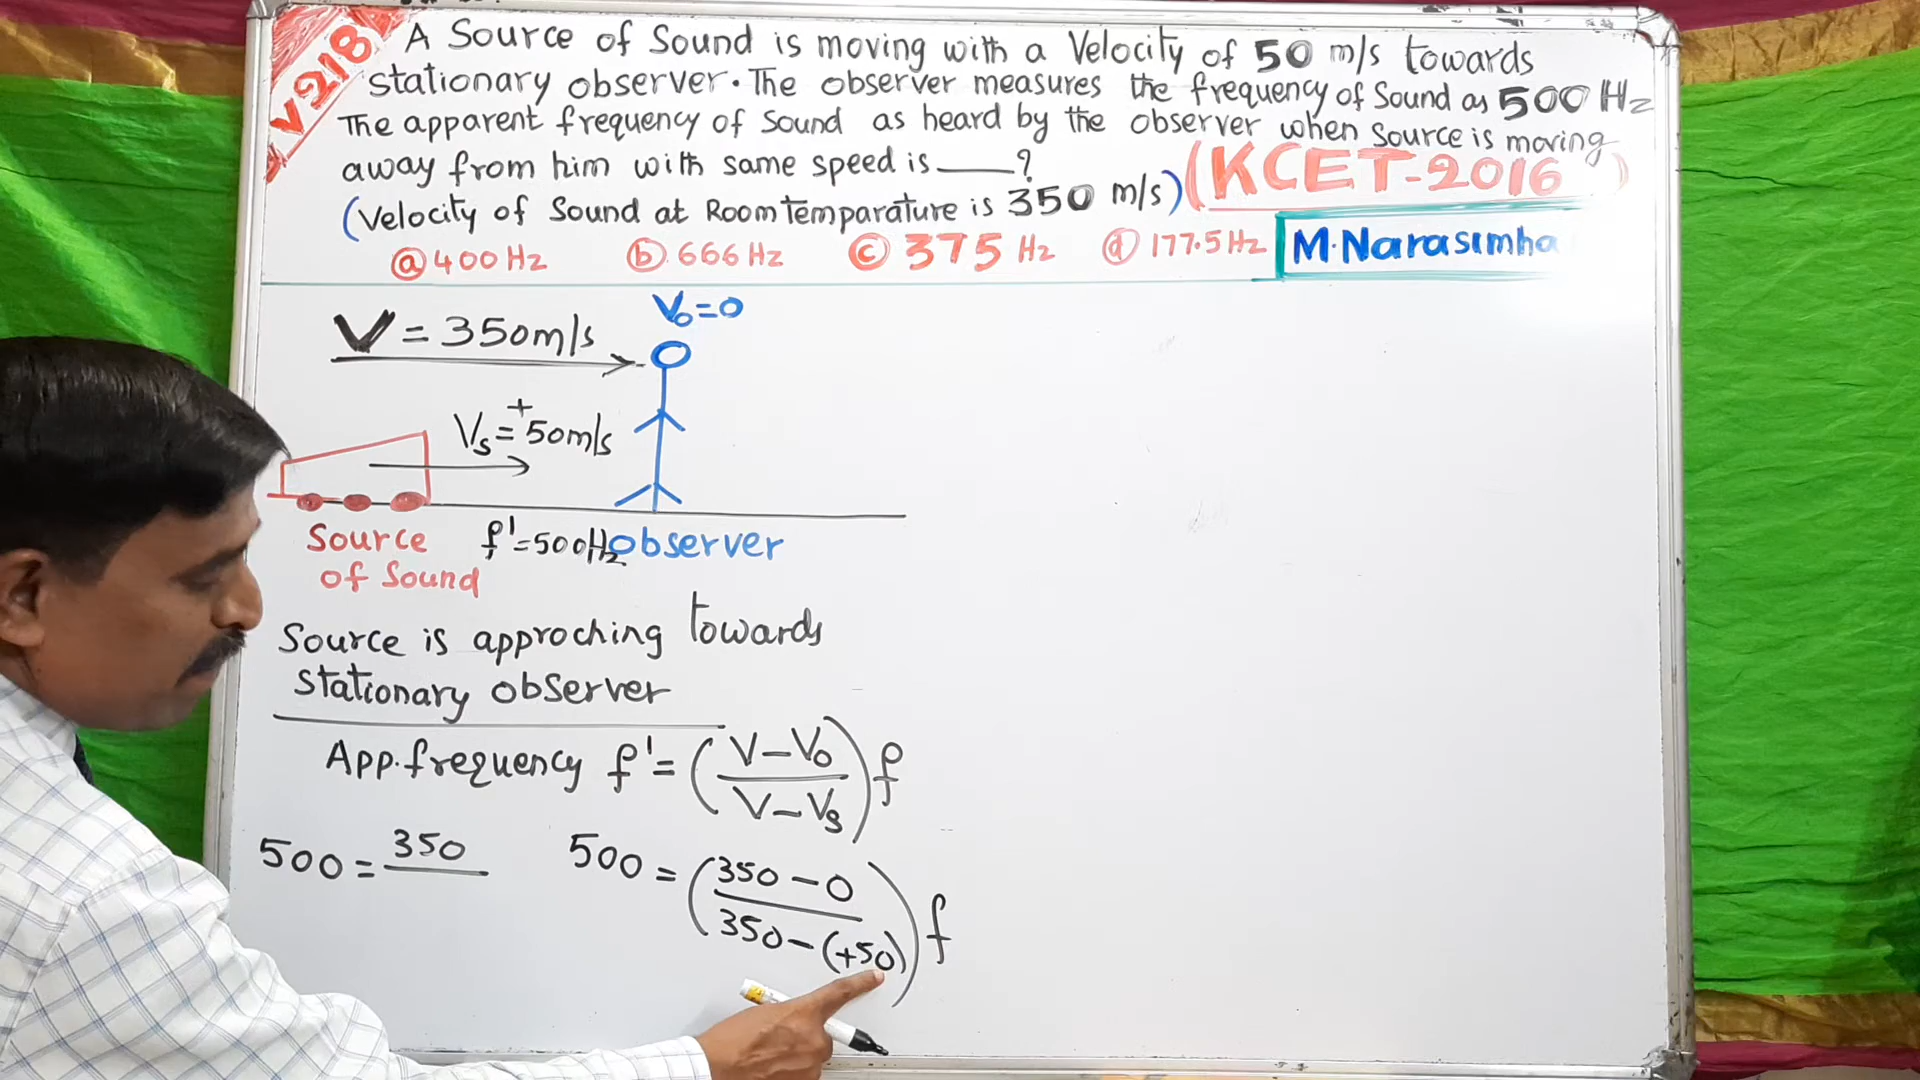 V218
A Source of Sound is moving with a Velocity of 50 m/s towards
stationary observer. The observer measures the frequency of Sound as 500 Hz
The apparent frequency of Sound as heard by the observer when source is moving
away from him with same speed is ____?
(KCET-2016)
(Velocity of Sound at Room temparature is 350 m/s)
(a) 400 Hz (b) 666 Hz (c) 375 Hz (d) 177.5 Hz
M.Narasimha
V₀=0
V = 350m/s
Vₛ=⁺50m/s
Source of Sound
f'=500Hz
observer
Source is approching towards
stationary observer
App.frequency f' = ((V-V₀)/(V-Vₛ)) f
500 = 350
500 = ((350-0)/(350-(+50))) f